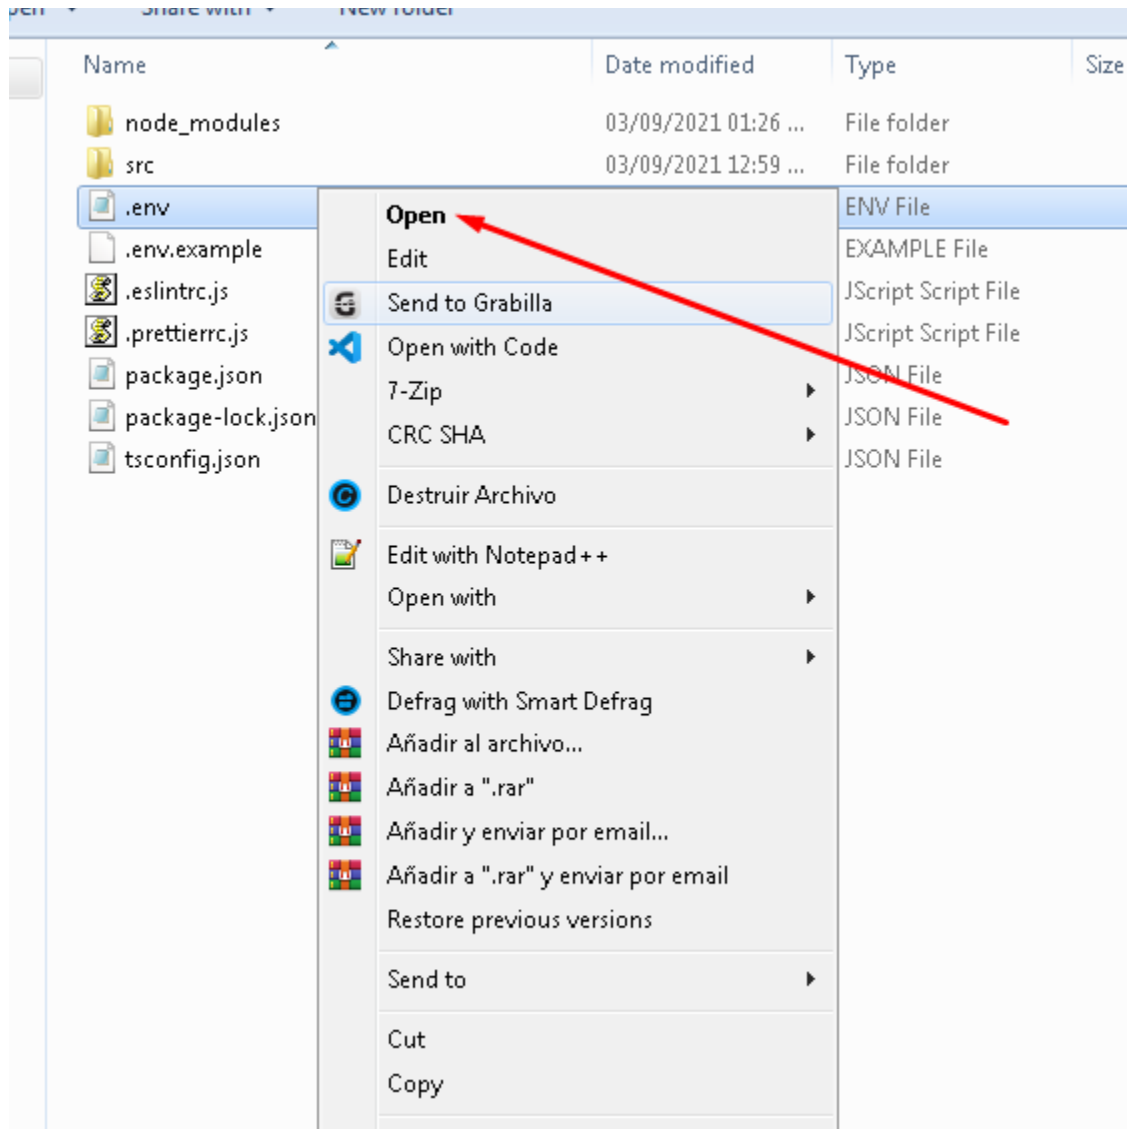 Share with
New folder
Name Date modified Type Size
node_modules 03/09/2021 01:26 ... File folder
src 03/09/2021 12:59 ... File folder
.env ENV File
.env.example EXAMPLE File
.eslintrc.js JScript Script File
.prettierrc.js JScript Script File
package.json JSON File
package-lock.json JSON File
tsconfig.json JSON File
Open
Edit
Send to Grabilla
Open with Code
7-Zip
CRC SHA
Destruir Archivo
Edit with Notepad++
Open with
Share with
Defrag with Smart Defrag
Añadir al archivo...
Añadir a ".rar"
Añadir y enviar por email...
Añadir a ".rar" y enviar por email
Restore previous versions
Send to
Cut
Copy